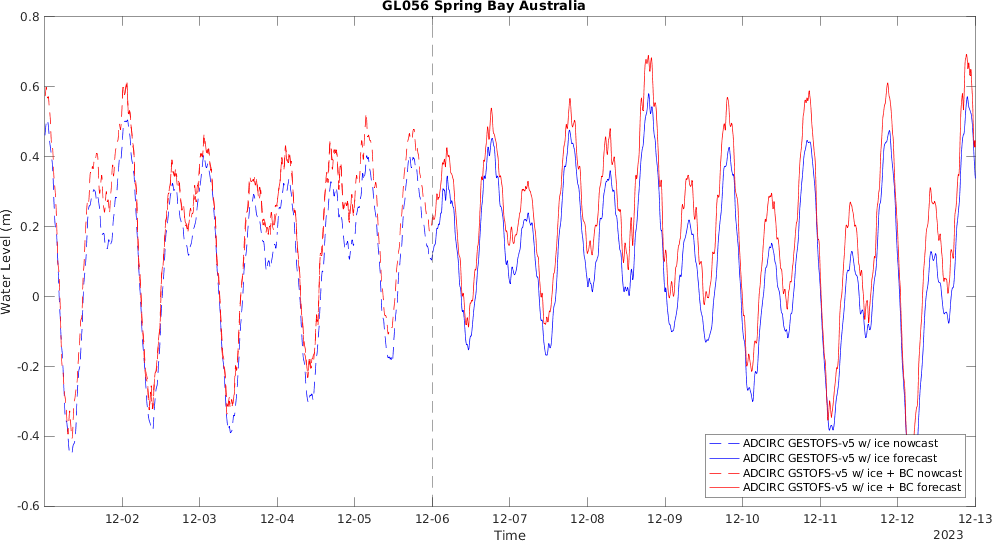 GL056 Spring Bay Australia
0.8
0.6
0.4
0.2
0
-0.2
-0.4
-0.6
Water Level (m)
ADCIRC GESTOFS-v5 w/ ice nowcast
ADCIRC GESTOFS-v5 w/ ice forecast
ADCIRC GSTOFS-v5 w/ ice + BC nowcast
ADCIRC GSTOFS-v5 w/ ice + BC forecast
12-02 12-03 12-04 12-05 12-06 12-07 12-08 12-09 12-10 12-11 12-12 12-13
Time
2023